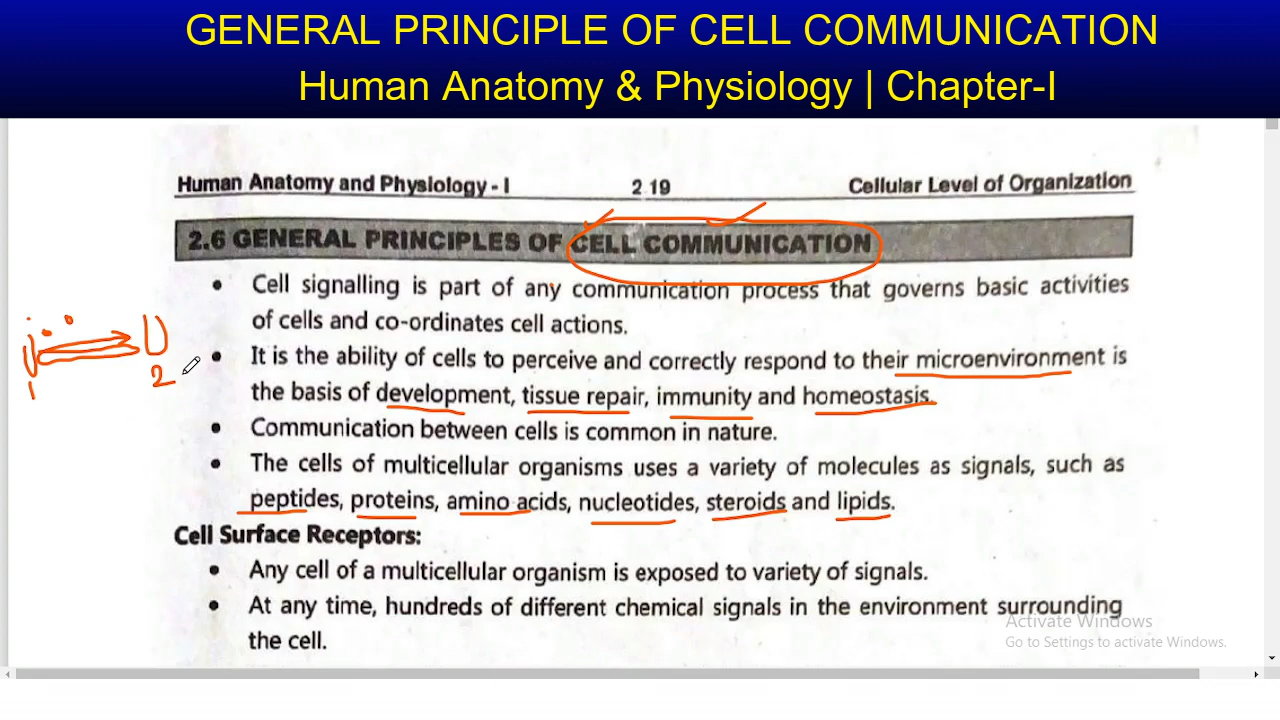 GENERAL PRINCIPLE OF CELL COMMUNICATION
Human Anatomy & Physiology | Chapter-I
Human Anatomy and Physiology - I 2.19 Cellular Level of Organization
2.6 GENERAL PRINCIPLES OF CELL COMMUNICATION
• Cell signalling is part of any communication process that governs basic activities
of cells and co-ordinates cell actions.
• It is the ability of cells to perceive and correctly respond to their microenvironment is
the basis of development, tissue repair, immunity and homeostasis.
• Communication between cells is common in nature.
• The cells of multicellular organisms uses a variety of molecules as signals, such as
peptides, proteins, amino acids, nucleotides, steroids and lipids.
Cell Surface Receptors:
• Any cell of a multicellular organism is exposed to variety of signals.
• At any time, hundreds of different chemical signals in the environment surrounding
the cell.
1
2
Activate Windows
Go to Settings to activate Windows.